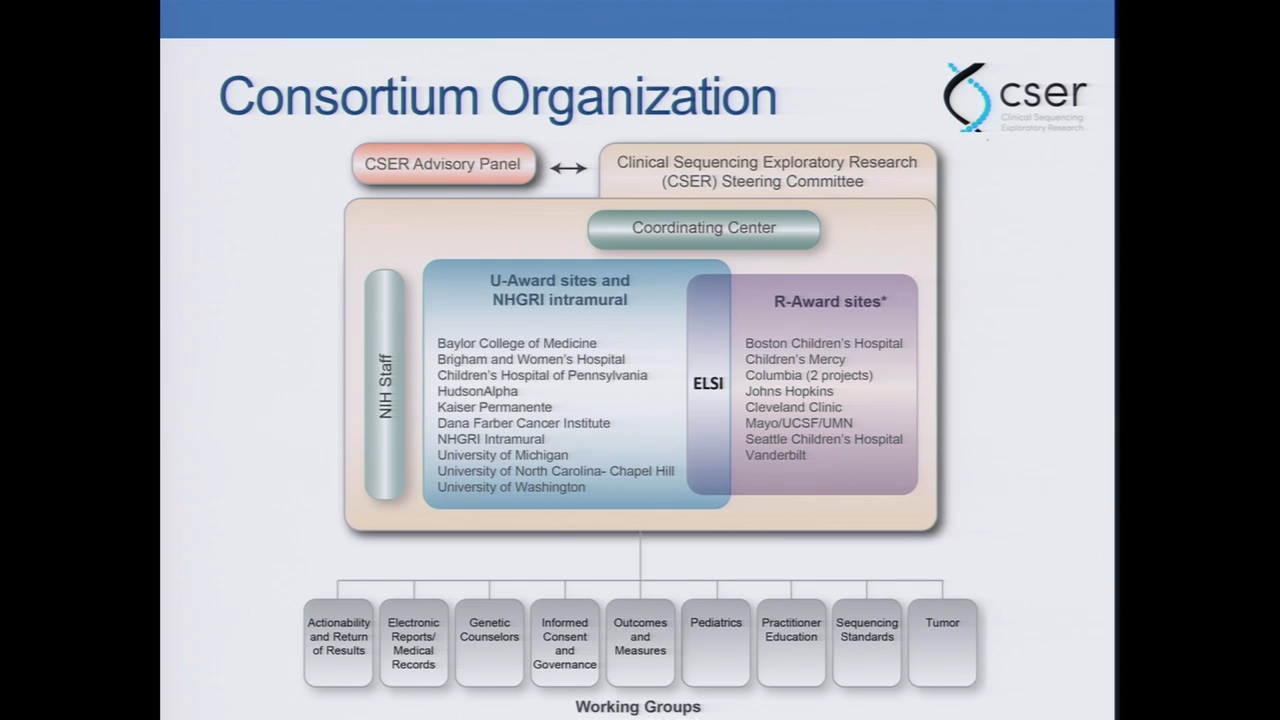 Consortium Organization
cser
Clinical Sequencing
Exploratory Research
CSER Advisory Panel
Clinical Sequencing Exploratory Research
(CSER) Steering Committee
Coordinating Center
NIH Staff
U-Award sites and
NHGRI intramural
Baylor College of Medicine
Brigham and Women's Hospital
Children's Hospital of Pennsylvania
HudsonAlpha
Kaiser Permanente
Dana Farber Cancer Institute
NHGRI Intramural
University of Michigan
University of North Carolina- Chapel Hill
University of Washington
ELSI
R-Award sites*
Boston Children's Hospital
Children's Mercy
Columbia (2 projects)
Johns Hopkins
Cleveland Clinic
Mayo/UCSF/UMN
Seattle Children's Hospital
Vanderbilt
Actionability
and Return
of Results
Electronic
Reports/
Medical
Records
Genetic
Counselors
Informed
Consent
and
Governance
Outcomes
and
Measures
Pediatrics
Practitioner
Education
Sequencing
Standards
Tumor
Working Groups